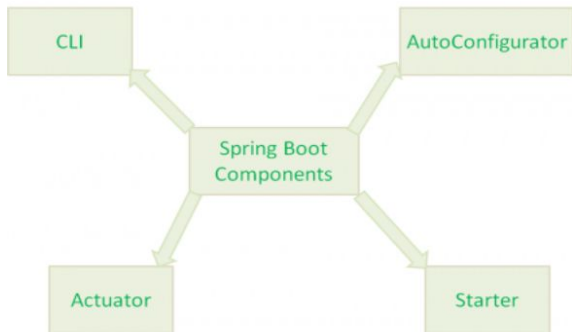 CLI
AutoConfigurator
Spring Boot
Components
Actuator
Starter